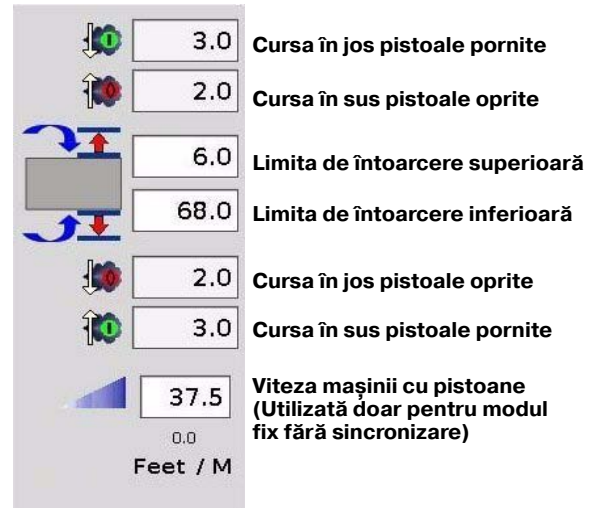 3.0 Cursa în jos pistoale pornite
2.0 Cursa în sus pistoale oprite
6.0 Limita de întoarcere superioară
68.0 Limita de întoarcere inferioară
2.0 Cursa în jos pistoale oprite
3.0 Cursa în sus pistoale pornite
37.5 Viteza mașinii cu pistoane
(Utilizată doar pentru modul
0.0 fix fără sincronizare)
Feet / M